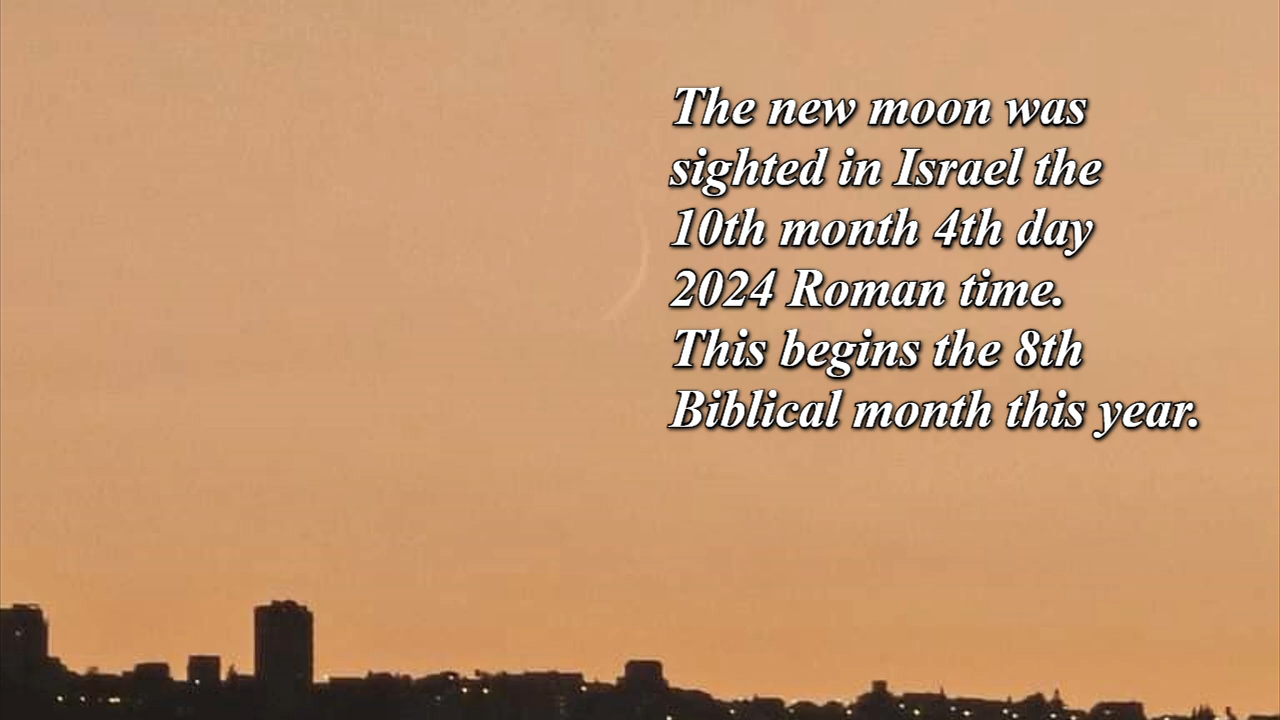 The new moon was
sighted in Israel the
10th month 4th day
2024 Roman time.
This begins the 8th
Biblical month this year.